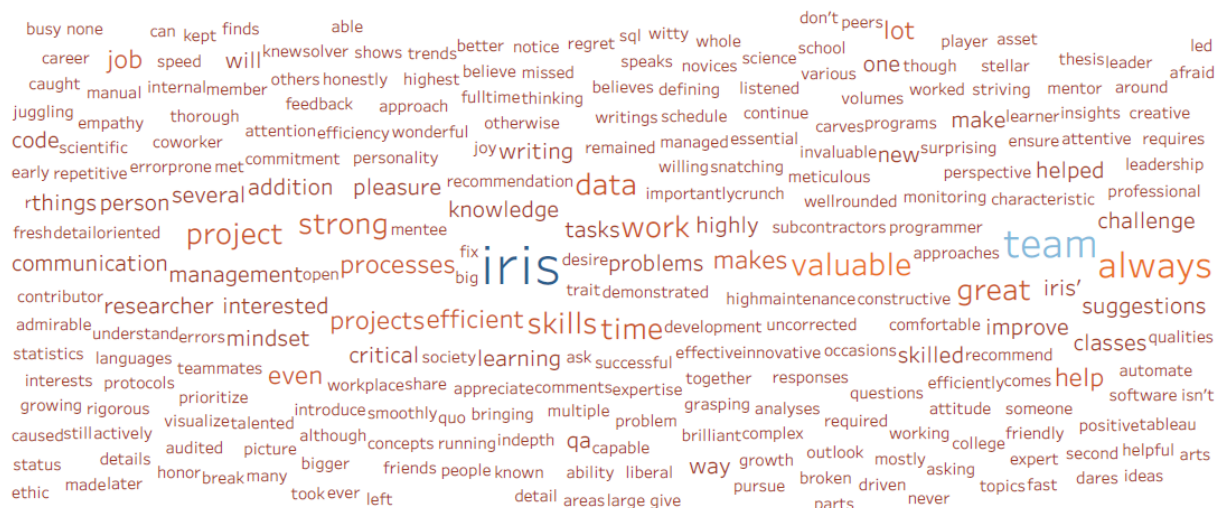 busy none can kept finds able don't peers lot player asset led
career job speed will knew solver shows trends better notice regret sql witty whole school one though stellar thesis leader afraid
caught manual internal member others honestly highest believe missed speaks novices science various worked striving mentor around
juggling empathy thorough feedback approach fulltime thinking believes defining listened volumes make learner insights creative
code scientific coworker attention efficiency wonderful otherwise writings schedule continue carves programs surprising ensure attentive requires
early repetitive errorprone met commitment personality joy writing remained managed essential invaluable new perspective helped leadership
r things person several addition pleasure recommendation data willing snatching meticulous wellrounded monitoring characteristic professional
fresh detailoriented project strong mentee knowledge tasks work highly importantly crunch subcontractors programmer challenge
communication management open processes fix big iris desire problems makes valuable approaches team always
contributor researcher interested trait demonstrated highmaintenance constructive great iris' suggestions
admirable understand errors mindset projects efficient skills time development uncorrected occasions comfortable improve classes qualities
statistics languages teammates critical society learning ask successful effective innovative skilled recommend
interests protocols prioritize even workplace share appreciate comments expertise together responses questions efficiently comes help automate
growing rigorous visualize talented introduce smoothly quo bringing multiple problem grasping analyses required attitude someone software isn't
caused still actively audited picture although concepts running indepth qa capable brilliant complex working college friendly positive tableau
status details honor break many bigger friends people known ability liberal way growth outlook mostly asking expert second helpful arts
ethic made later took ever left detail areas large give pursue broken driven never topics fast dares ideas
parts